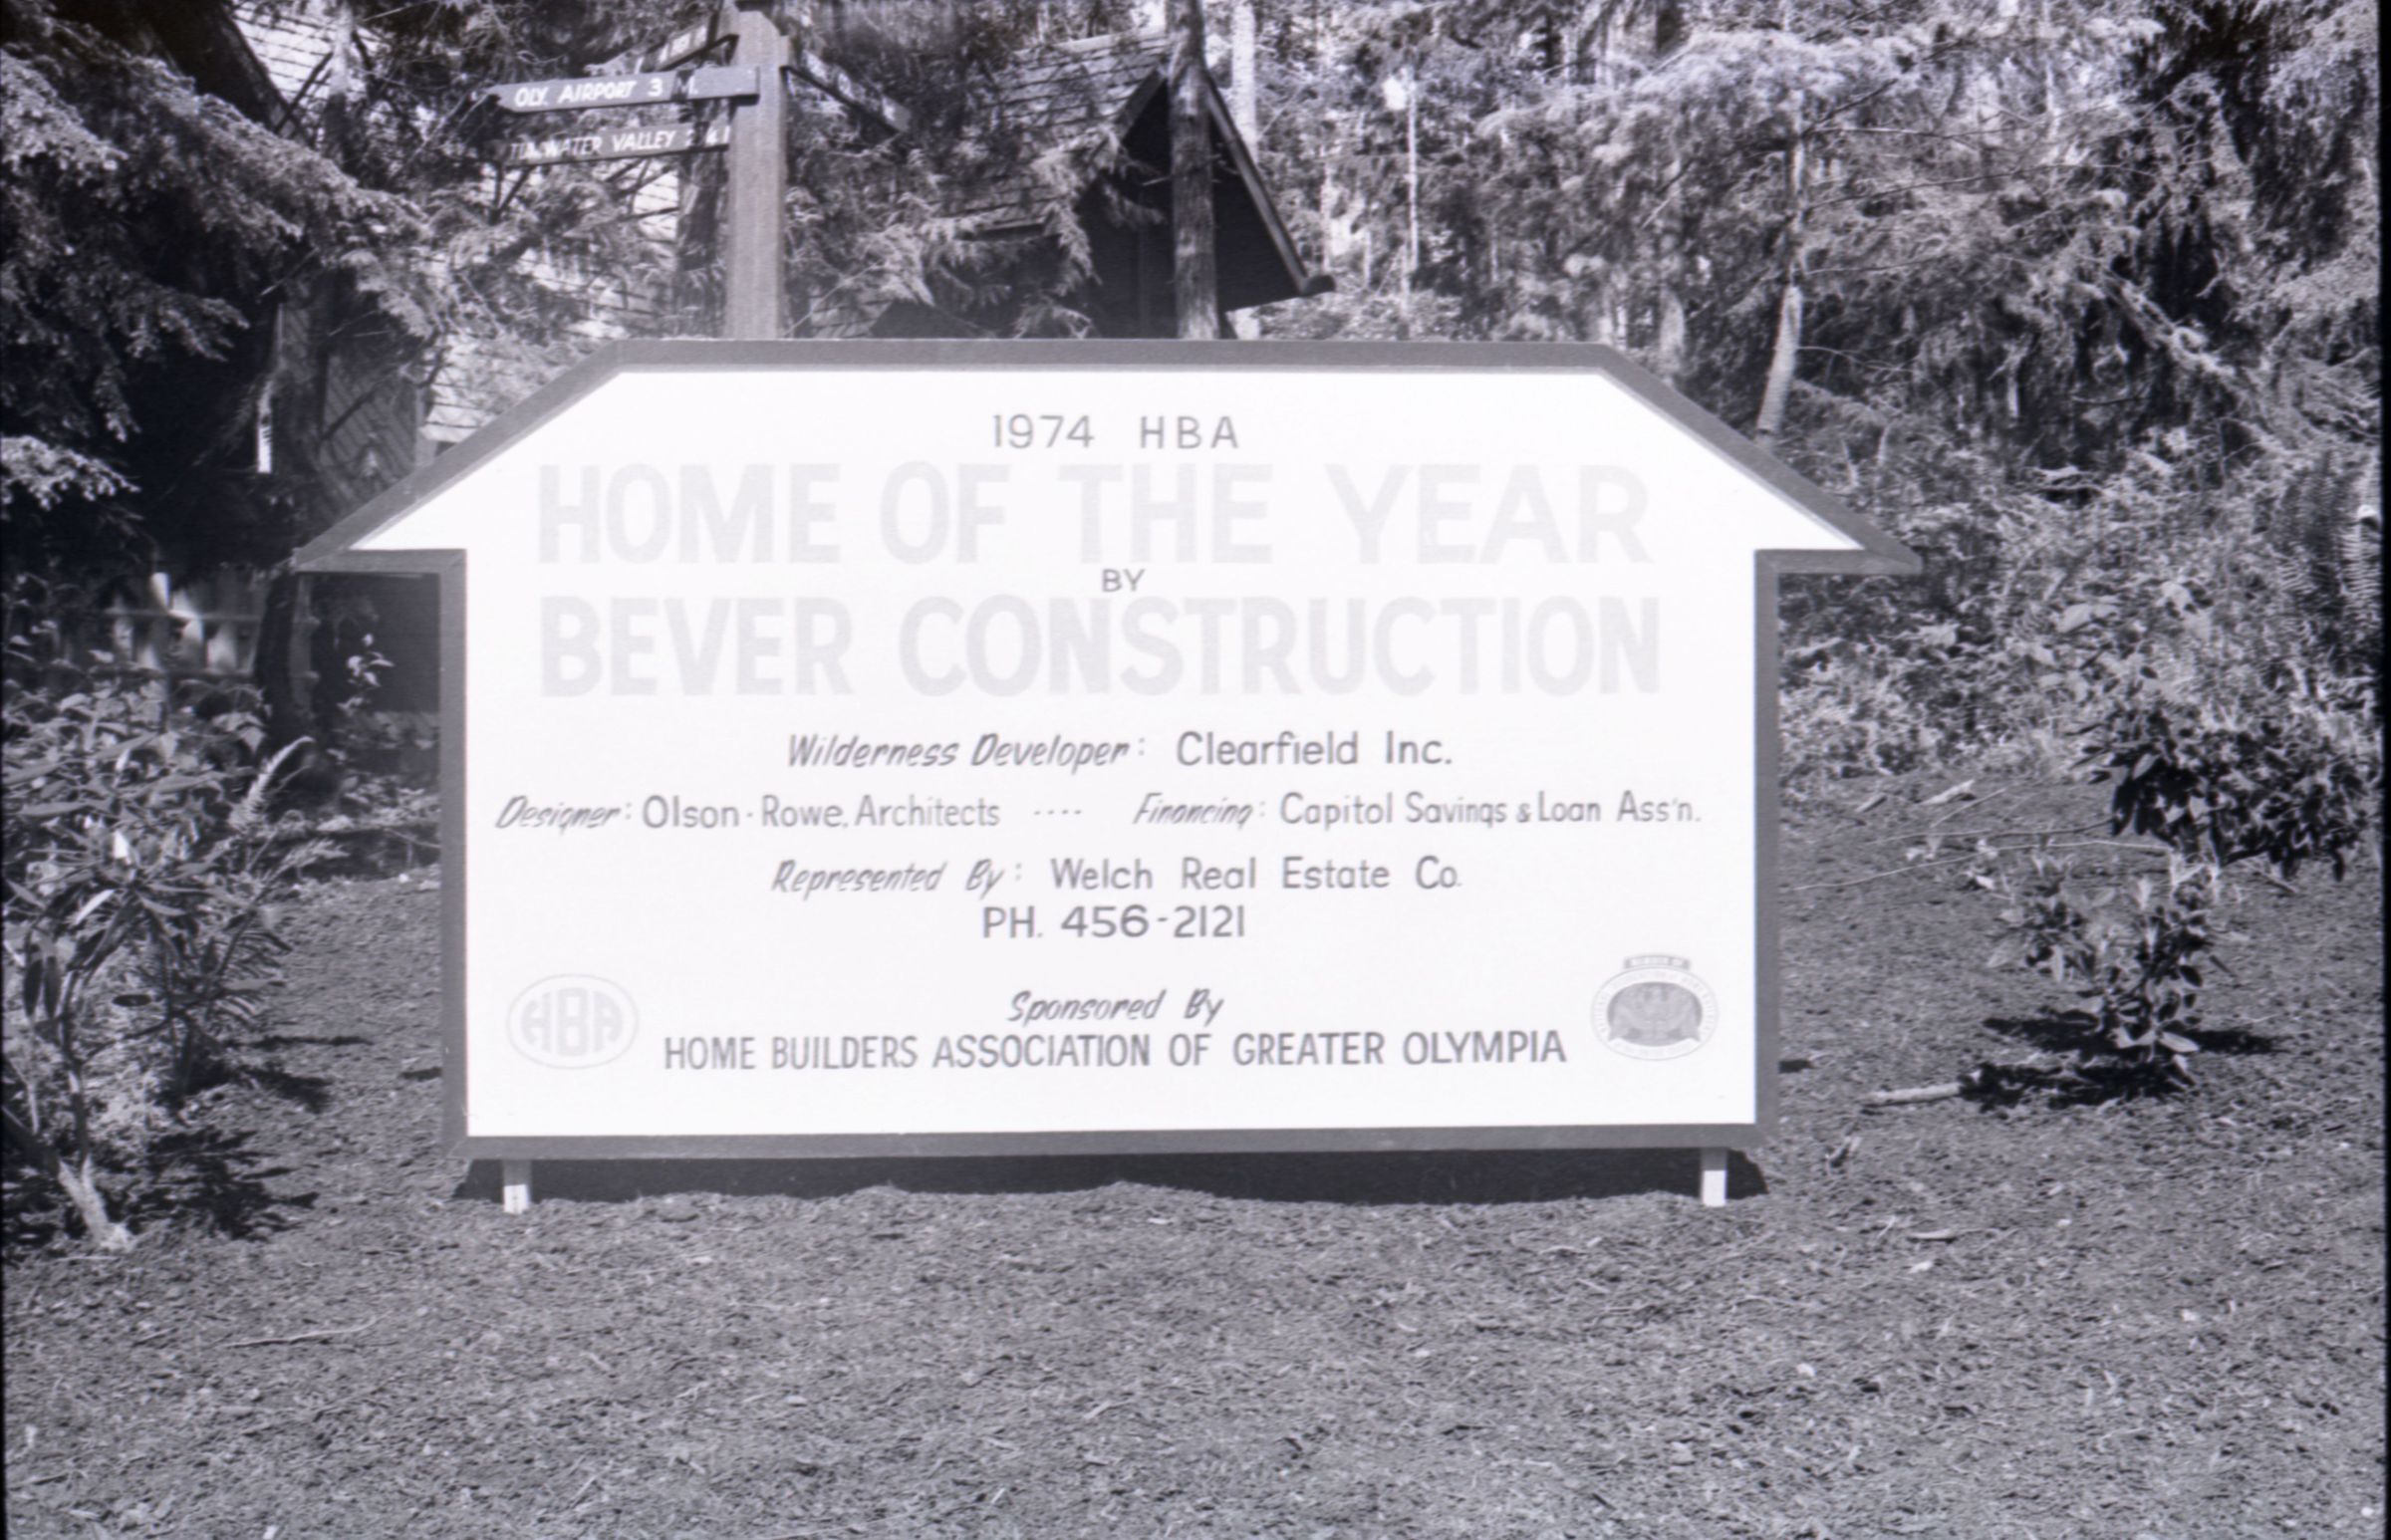 OLY. AIRPORT 3 M.
TUMWATER VALLEY
1974 HBA
HOME OF THE YEAR
BY
BEVER CONSTRUCTION
Wilderness Developer: Clearfield Inc.
Designer: Olson·Rowe, Architects ···· Financing: Capitol Savings & Loan Ass'n.
Represented By: Welch Real Estate Co.
PH. 456-2121
Sponsored By
HOME BUILDERS ASSOCIATION OF GREATER OLYMPIA
HBA